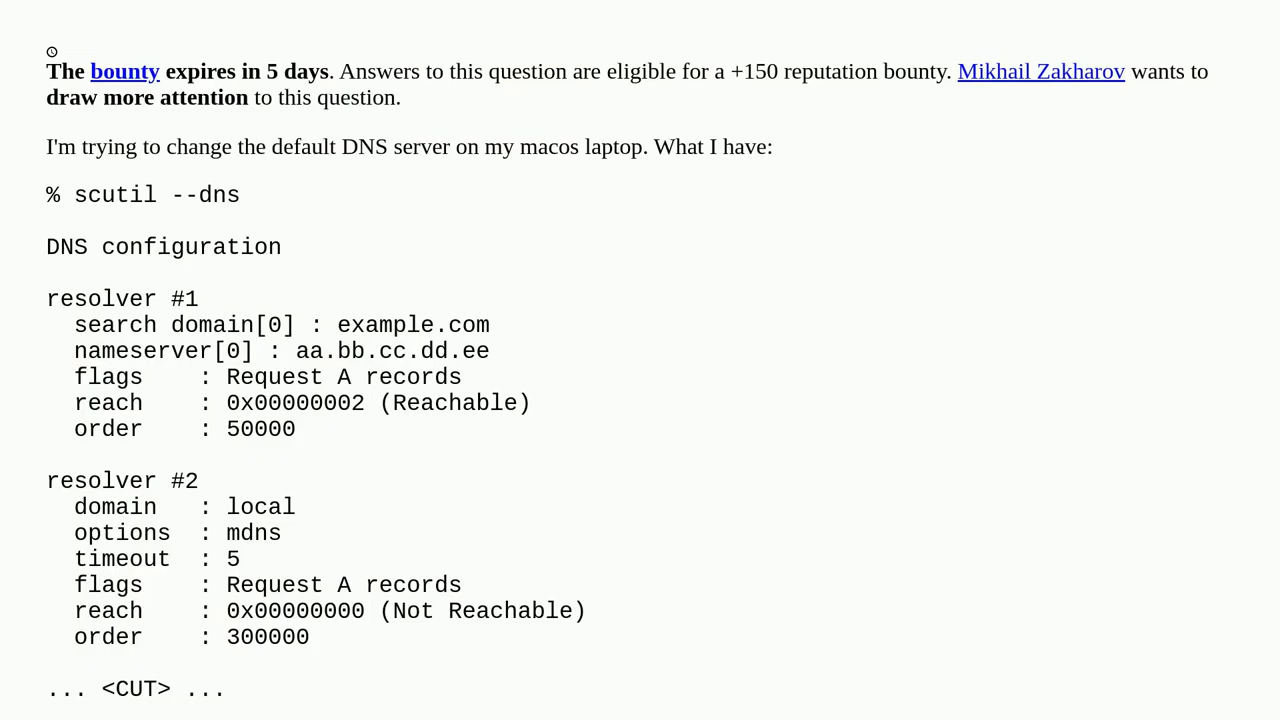 The bounty expires in 5 days. Answers to this question are eligible for a +150 reputation bounty. Mikhail Zakharov wants to
draw more attention to this question.
I'm trying to change the default DNS server on my macos laptop. What I have:
% scutil --dns
DNS configuration
resolver #1
  search domain[0] : example.com
  nameserver[0] : aa.bb.cc.dd.ee
  flags    : Request A records
  reach    : 0x00000002 (Reachable)
  order    : 50000
resolver #2
  domain   : local
  options  : mdns
  timeout  : 5
  flags    : Request A records
  reach    : 0x00000000 (Not Reachable)
  order    : 300000
... <CUT> ...